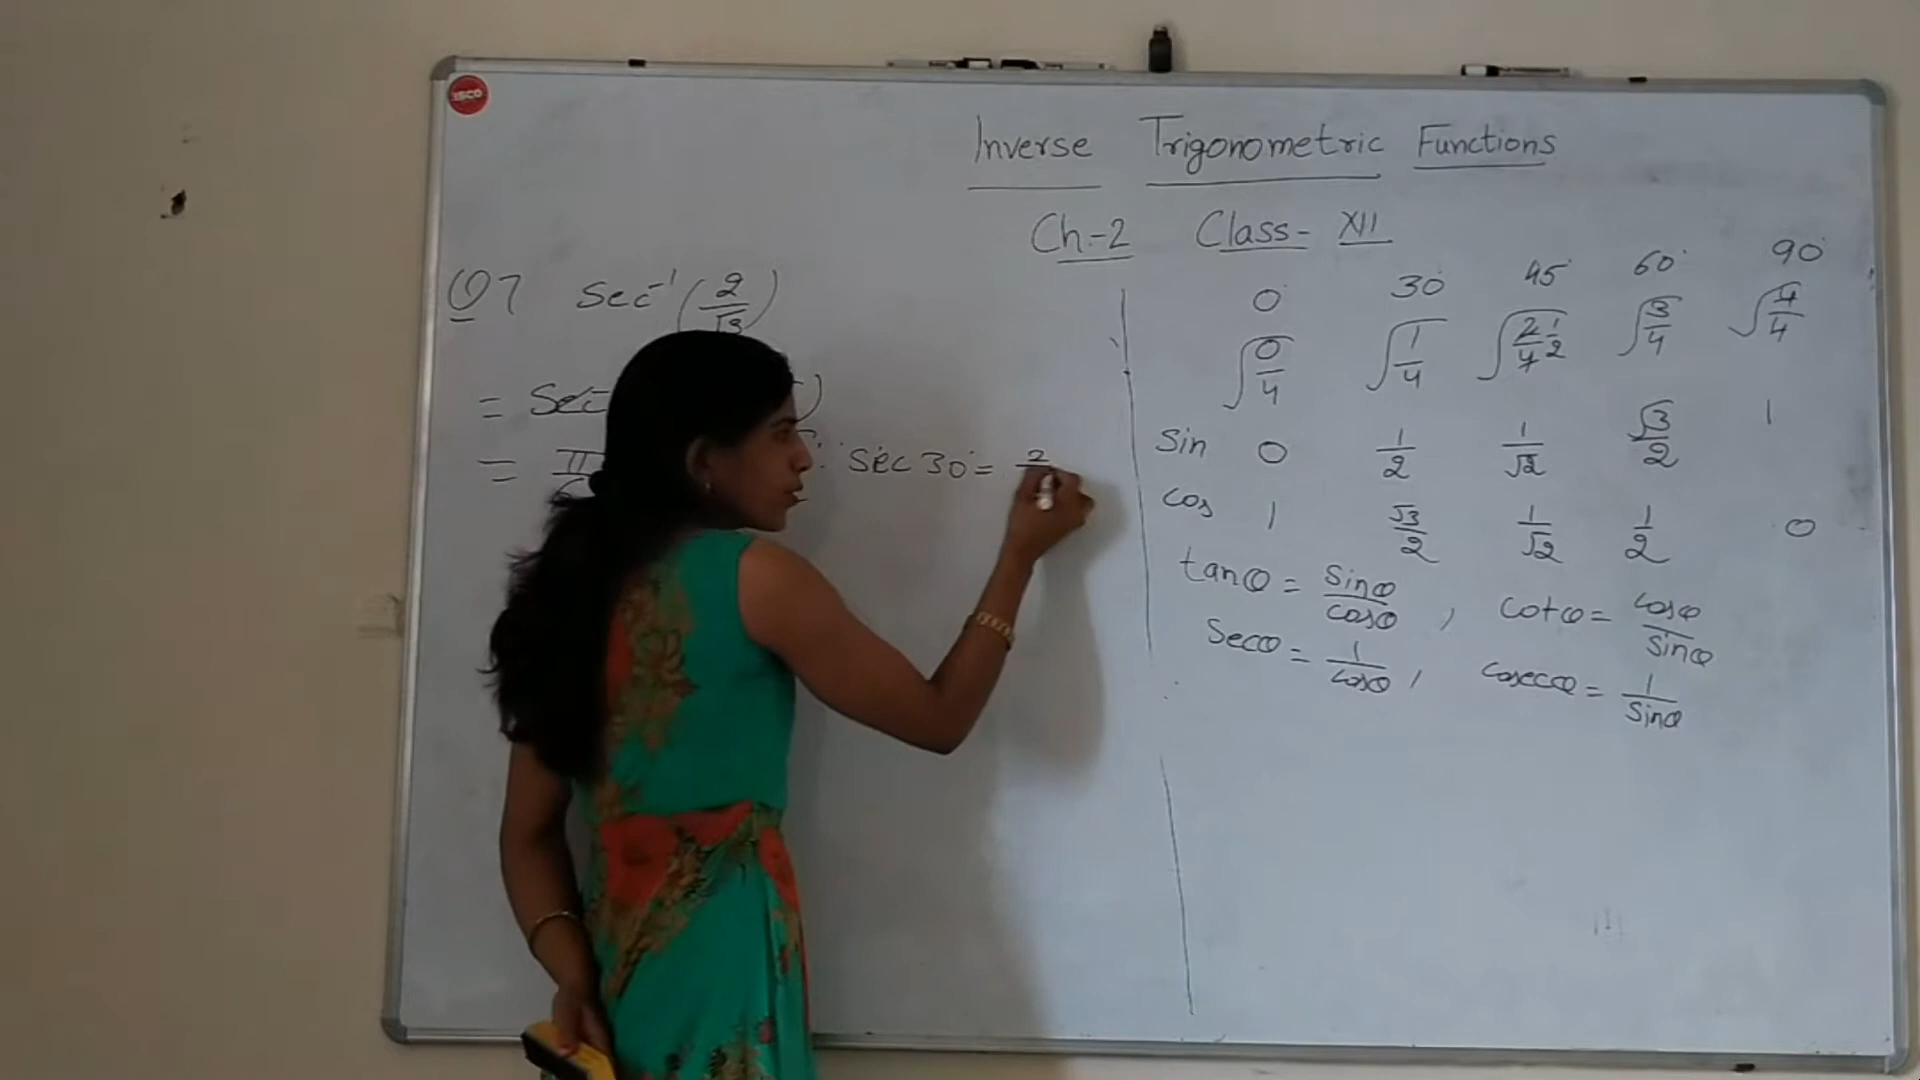 ISCO
Inverse Trigonometric Functions
Ch-2 Class- XII
Q7 Sec⁻¹(2/√3)
= Sec⁻ )
= π/6 ∵ sec 30° = 2
0° 30° 45° 60° 90°
√(0/4) √(1/4) √(2/4) 1/2 √(3/4) √(4/4)
Sin 0 1/2 1/√2 √3/2 1
cos 1 √3/2 1/√2 1/2 0
tanθ = sinθ/cosθ , cotθ = cosθ/sinθ
Secθ = 1/cosθ , cosecθ = 1/sinθ